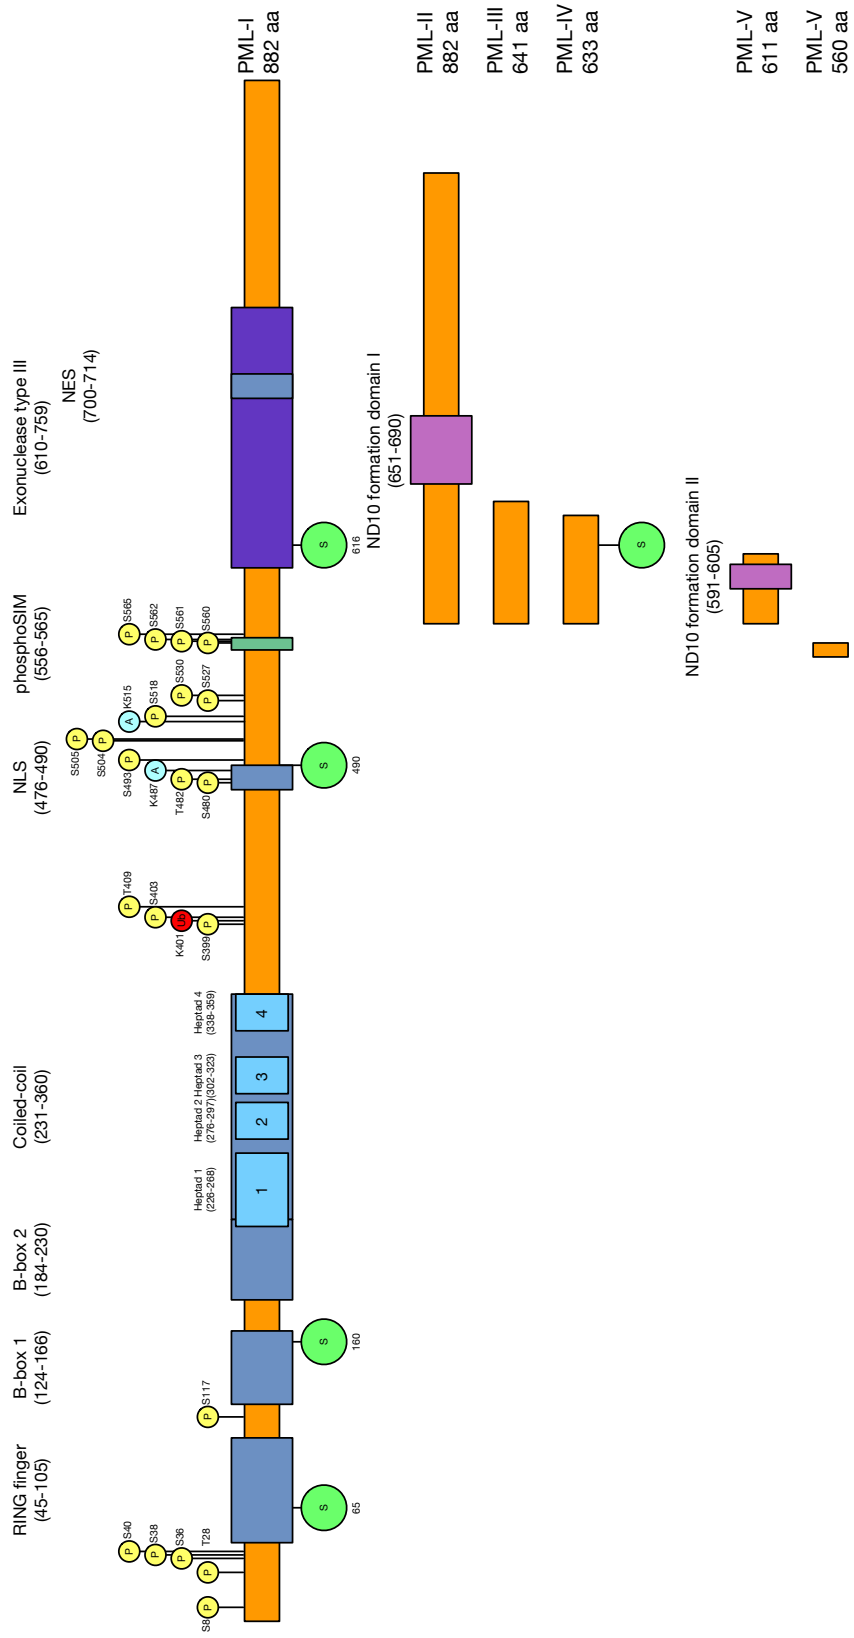 RING finger
(45-105)
B-box 1
(124-166)
B-box 2
(184-230)
Coiled-coil
(231-360)
NLS
(476-490)
phosphoSIM
(556-565)
Exonuclease type III
(610-759)
NES
(700-714)
S8
P
T28
P
S36
P
S38
P
S40
P
S117
P
Heptad 1
(226-268)
Heptad 2
(276-297)
Heptad 3
(302-323)
Heptad 4
(338-359)
S399
P
K401
Ub
S403
P
T409
P
S480
P
T482
P
K487
A
S493
P
S504
P
S505
P
K515
A
S518
P
S527
P
S530
P
S560
P
S561
P
S562
P
S565
P
1
2
3
4
PML-I
882 aa
S
65
S
160
S
490
S
616
ND10 formation domain I
(651-690)
PML-II
882 aa
PML-III
641 aa
PML-IV
633 aa
S
ND10 formation domain II
(591-605)
PML-V
611 aa
PML-V
560 aa